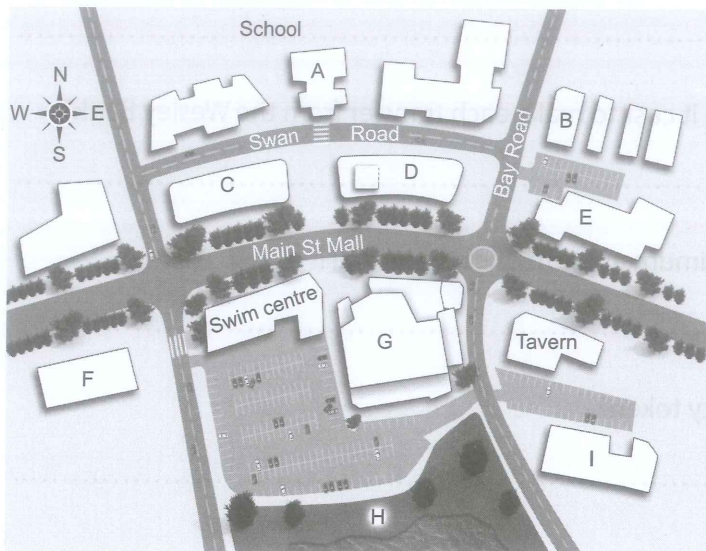 School
A
N
W E
S
B
Swan Road
Bay Road
C
D
E
Main St Mall
Swim centre
Tavern
G
F
I
H